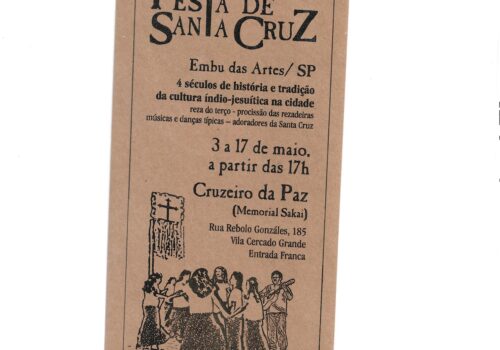 FESTA DE
SANTA CRUZ
Embu das Artes/ SP
4 séculos de história e tradição
da cultura índio-jesuítica na cidade
reza do terço - procissão das rezadeiras
músicas e danças típicas – adoradores da Santa Cruz
3 a 17 de maio.
a partir das 17h
Cruzeiro da Paz
(Memorial Sakai)
Rua Rebolo Gonzáles, 185
Vila Cercado Grande
Entrada Franca